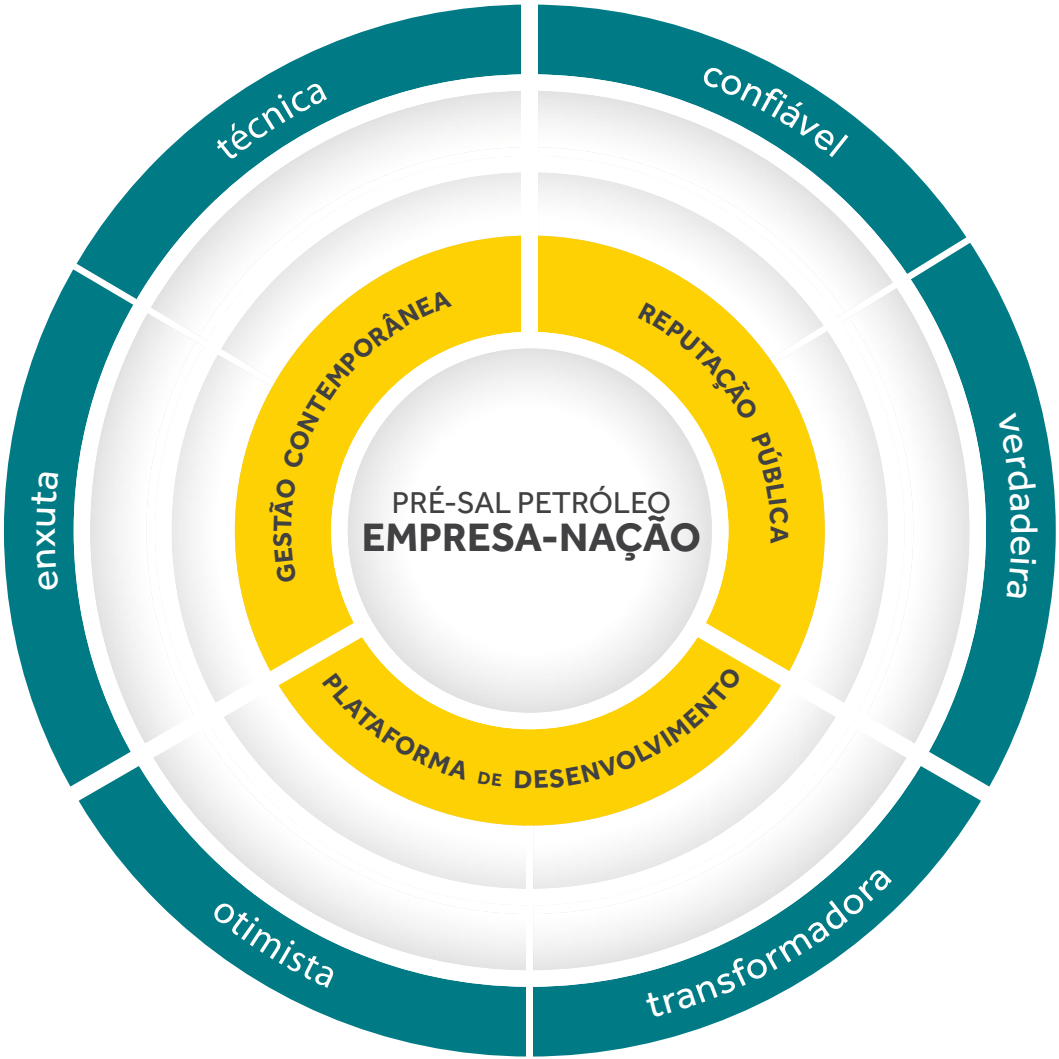 técnica
confiável
enxuta
verdadeira
otimista
transformadora
GESTÃO CONTEMPORÂNEA
REPUTAÇÃO PÚBLICA
PLATAFORMA DE DESENVOLVIMENTO
PRÉ-SAL PETRÓLEO
EMPRESA-NAÇÃO